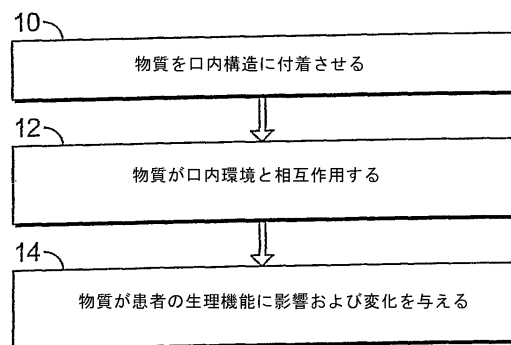 10
物質を口内構造に付着させる
12
物質が口内環境と相互作用する
14
物質が患者の生理機能に影響および変化を与える